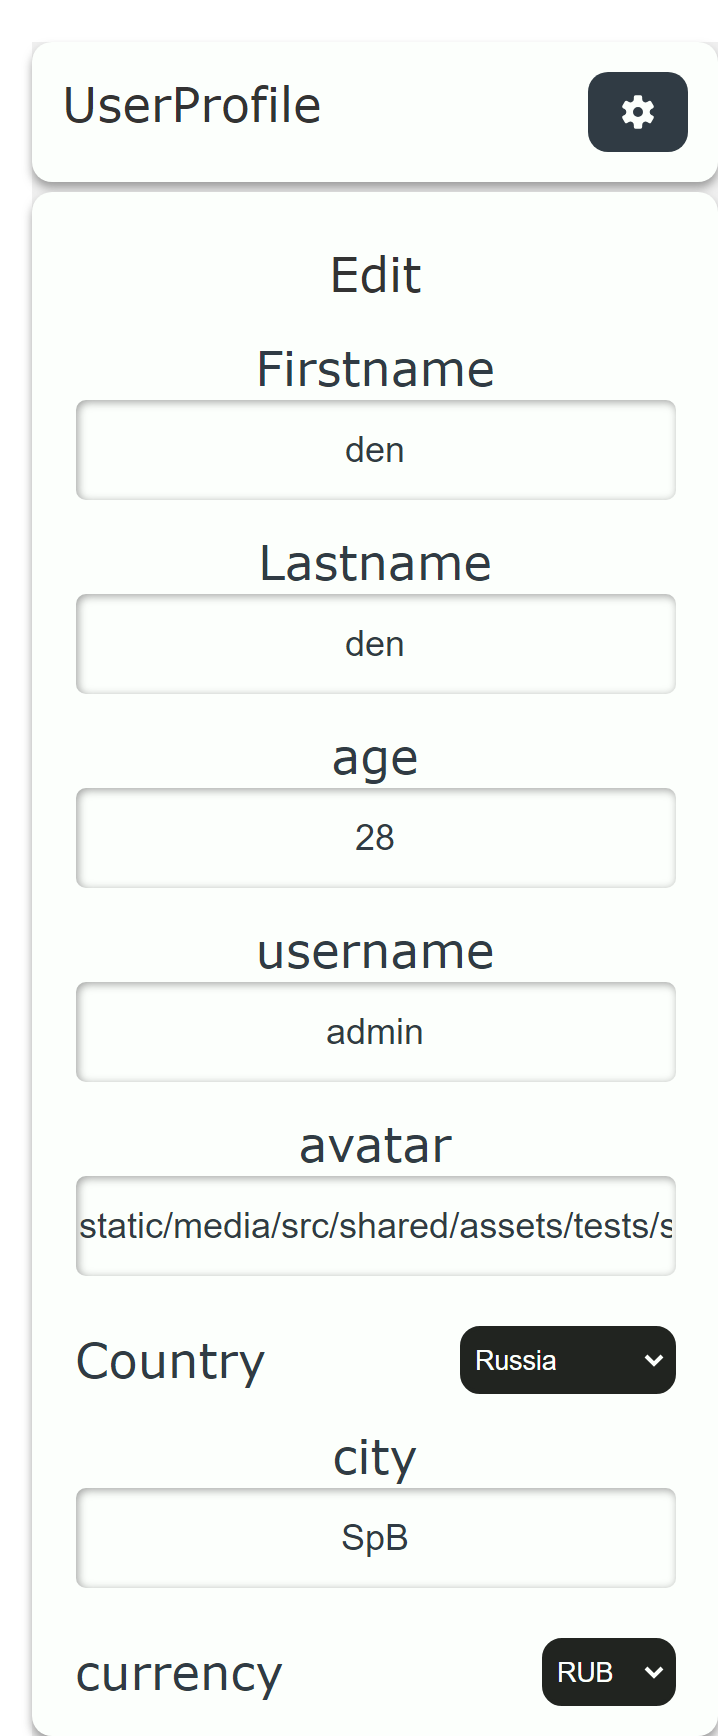 UserProfile
Edit
Firstname
den
Lastname
den
age
28
username
admin
avatar
static/media/src/shared/assets/tests/s
Country
Russia
city
SpB
currency
RUB